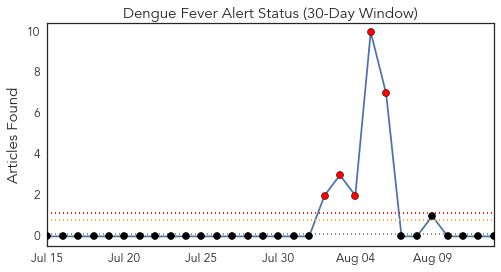 Dengue Fever Alert Status (30-Day Window)
Articles Found
10
8
6
4
2
0
Jul 15 Jul 20 Jul 25 Jul 30 Aug 04 Aug 09